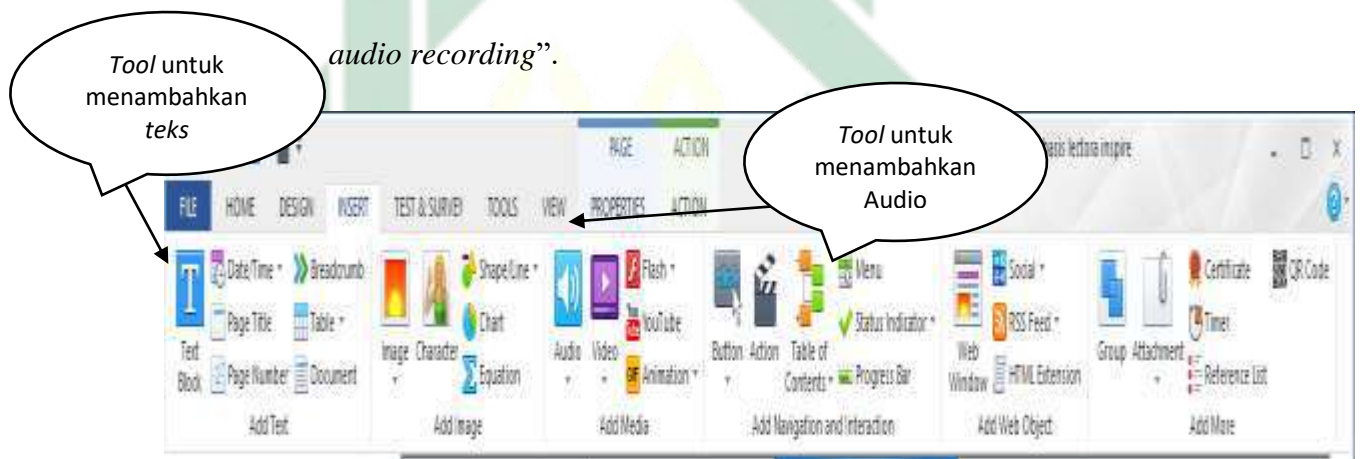 audio recording”.
Tool untuk
menambahkan
teks
Tool untuk
menambahkan
Audio
PAGE ACTION
lectora inspire
FILE HOME DESIGN INSERT TEST & SURVEY TOOLS VIEW PROPERTIES ACTION
Date/Time Breadcrumb Shape/Line Flash Menu Social Certificate QR Code
Page Title Table Chart YouTube Status Indicator RSS Feed Timer
Text Block Page Number Document Image Character Equation Audio Video Animation Button Action Table of Contents Progress Bar Web Window HTML Extension Group Attachment Reference List
Add Text Add Image Add Media Add Navigation and Interaction Add Web Object Add More